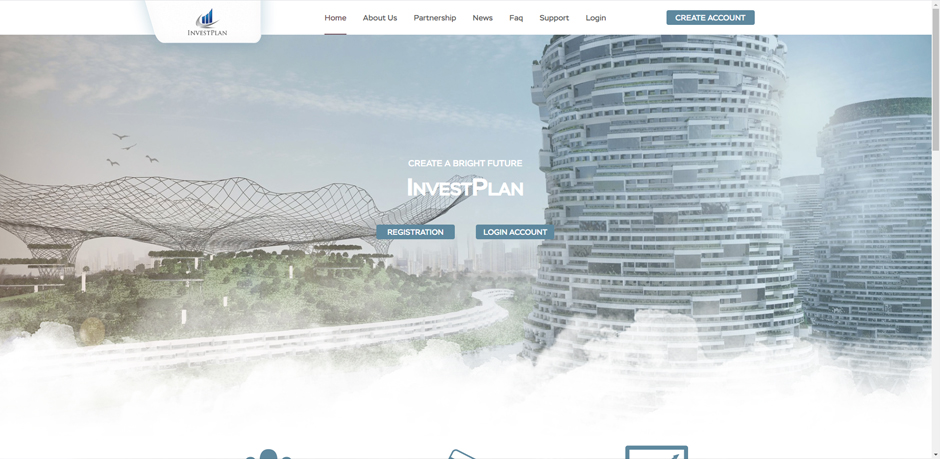 INVESTPLAN
Home
About Us
Partnership
News
Faq
Support
Login
CREATE ACCOUNT
CREATE A BRIGHT FUTURE
INVESTPLAN
REGISTRATION
LOGIN ACCOUNT